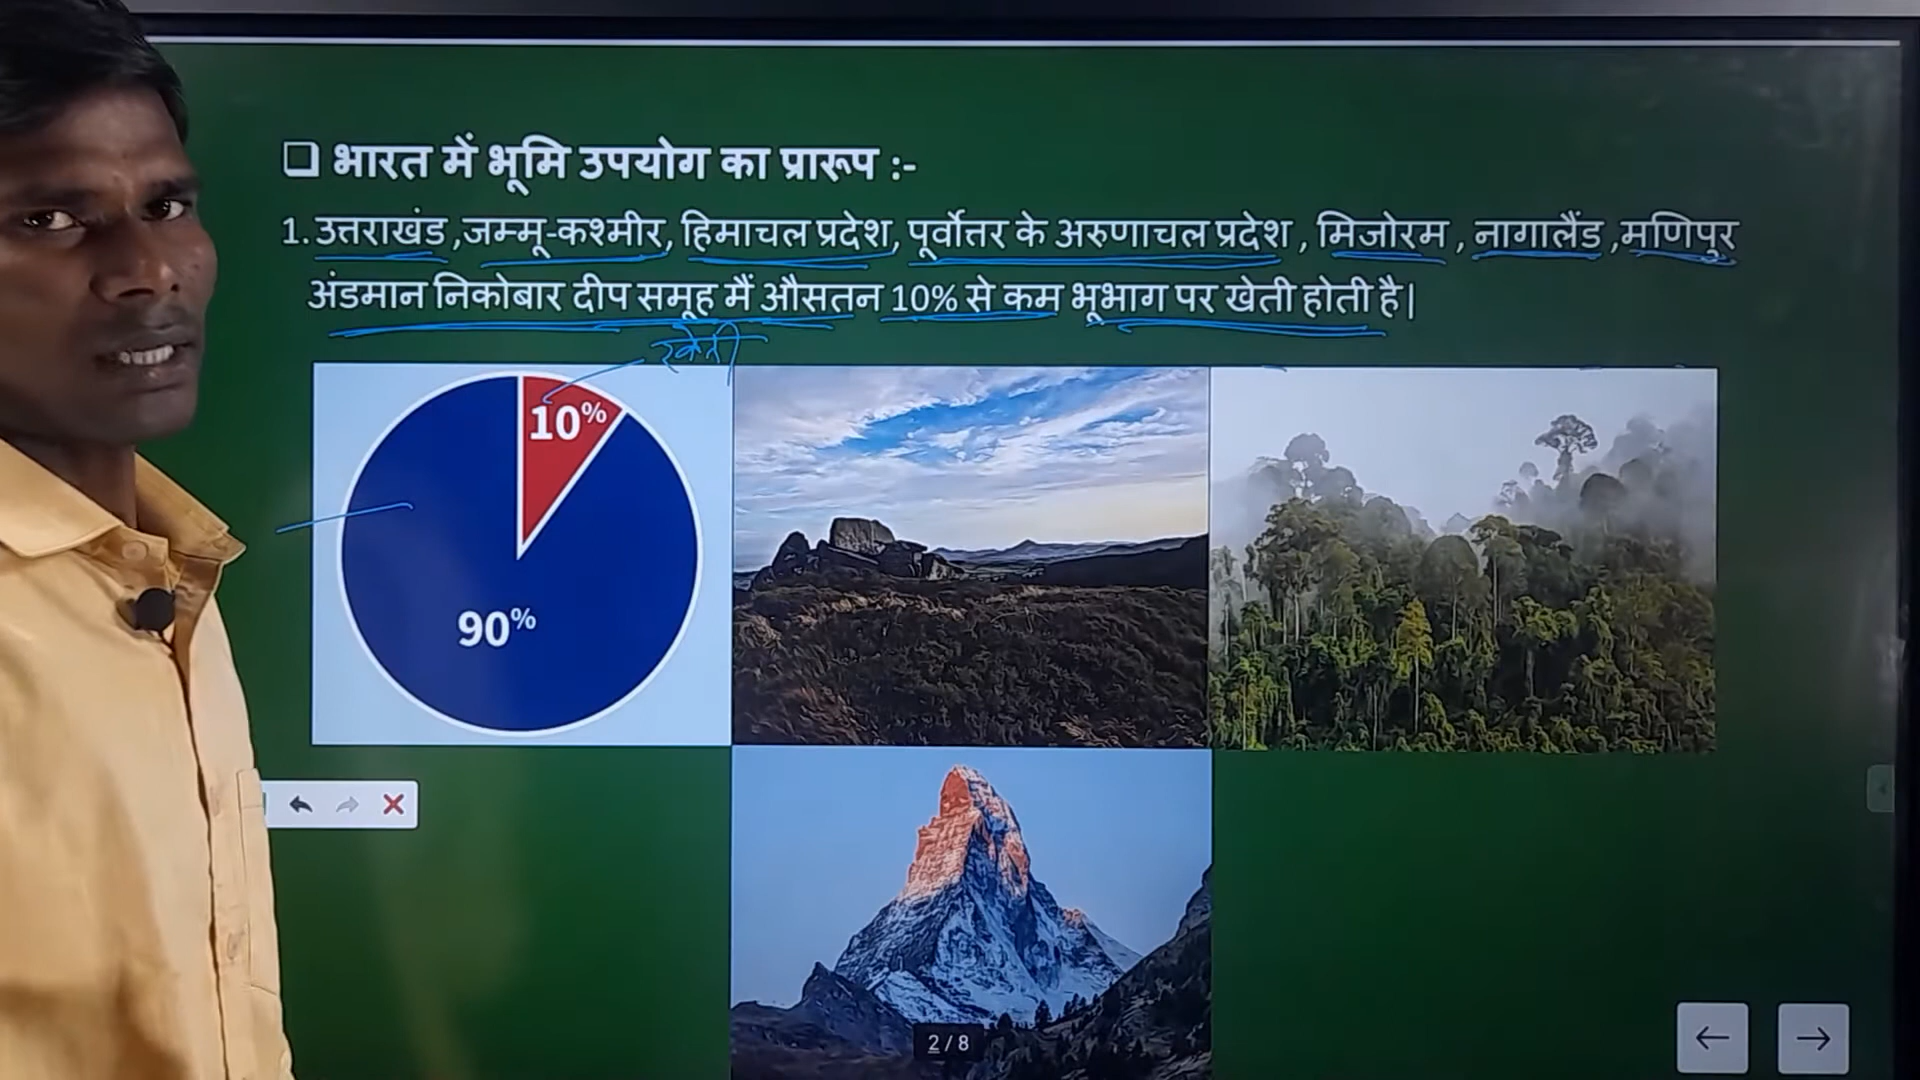 ❑ भारत में भूमि उपयोग का प्रारूप :-
1. उत्तराखंड ,जम्मू-कश्मीर, हिमाचल प्रदेश, पूर्वोत्तर के अरुणाचल प्रदेश , मिजोरम , नागालैंड ,मणिपुर
अंडमान निकोबार दीप समूह मैं औसतन 10% से कम भूभाग पर खेती होती है|
खेती
10%
90%
2 / 8